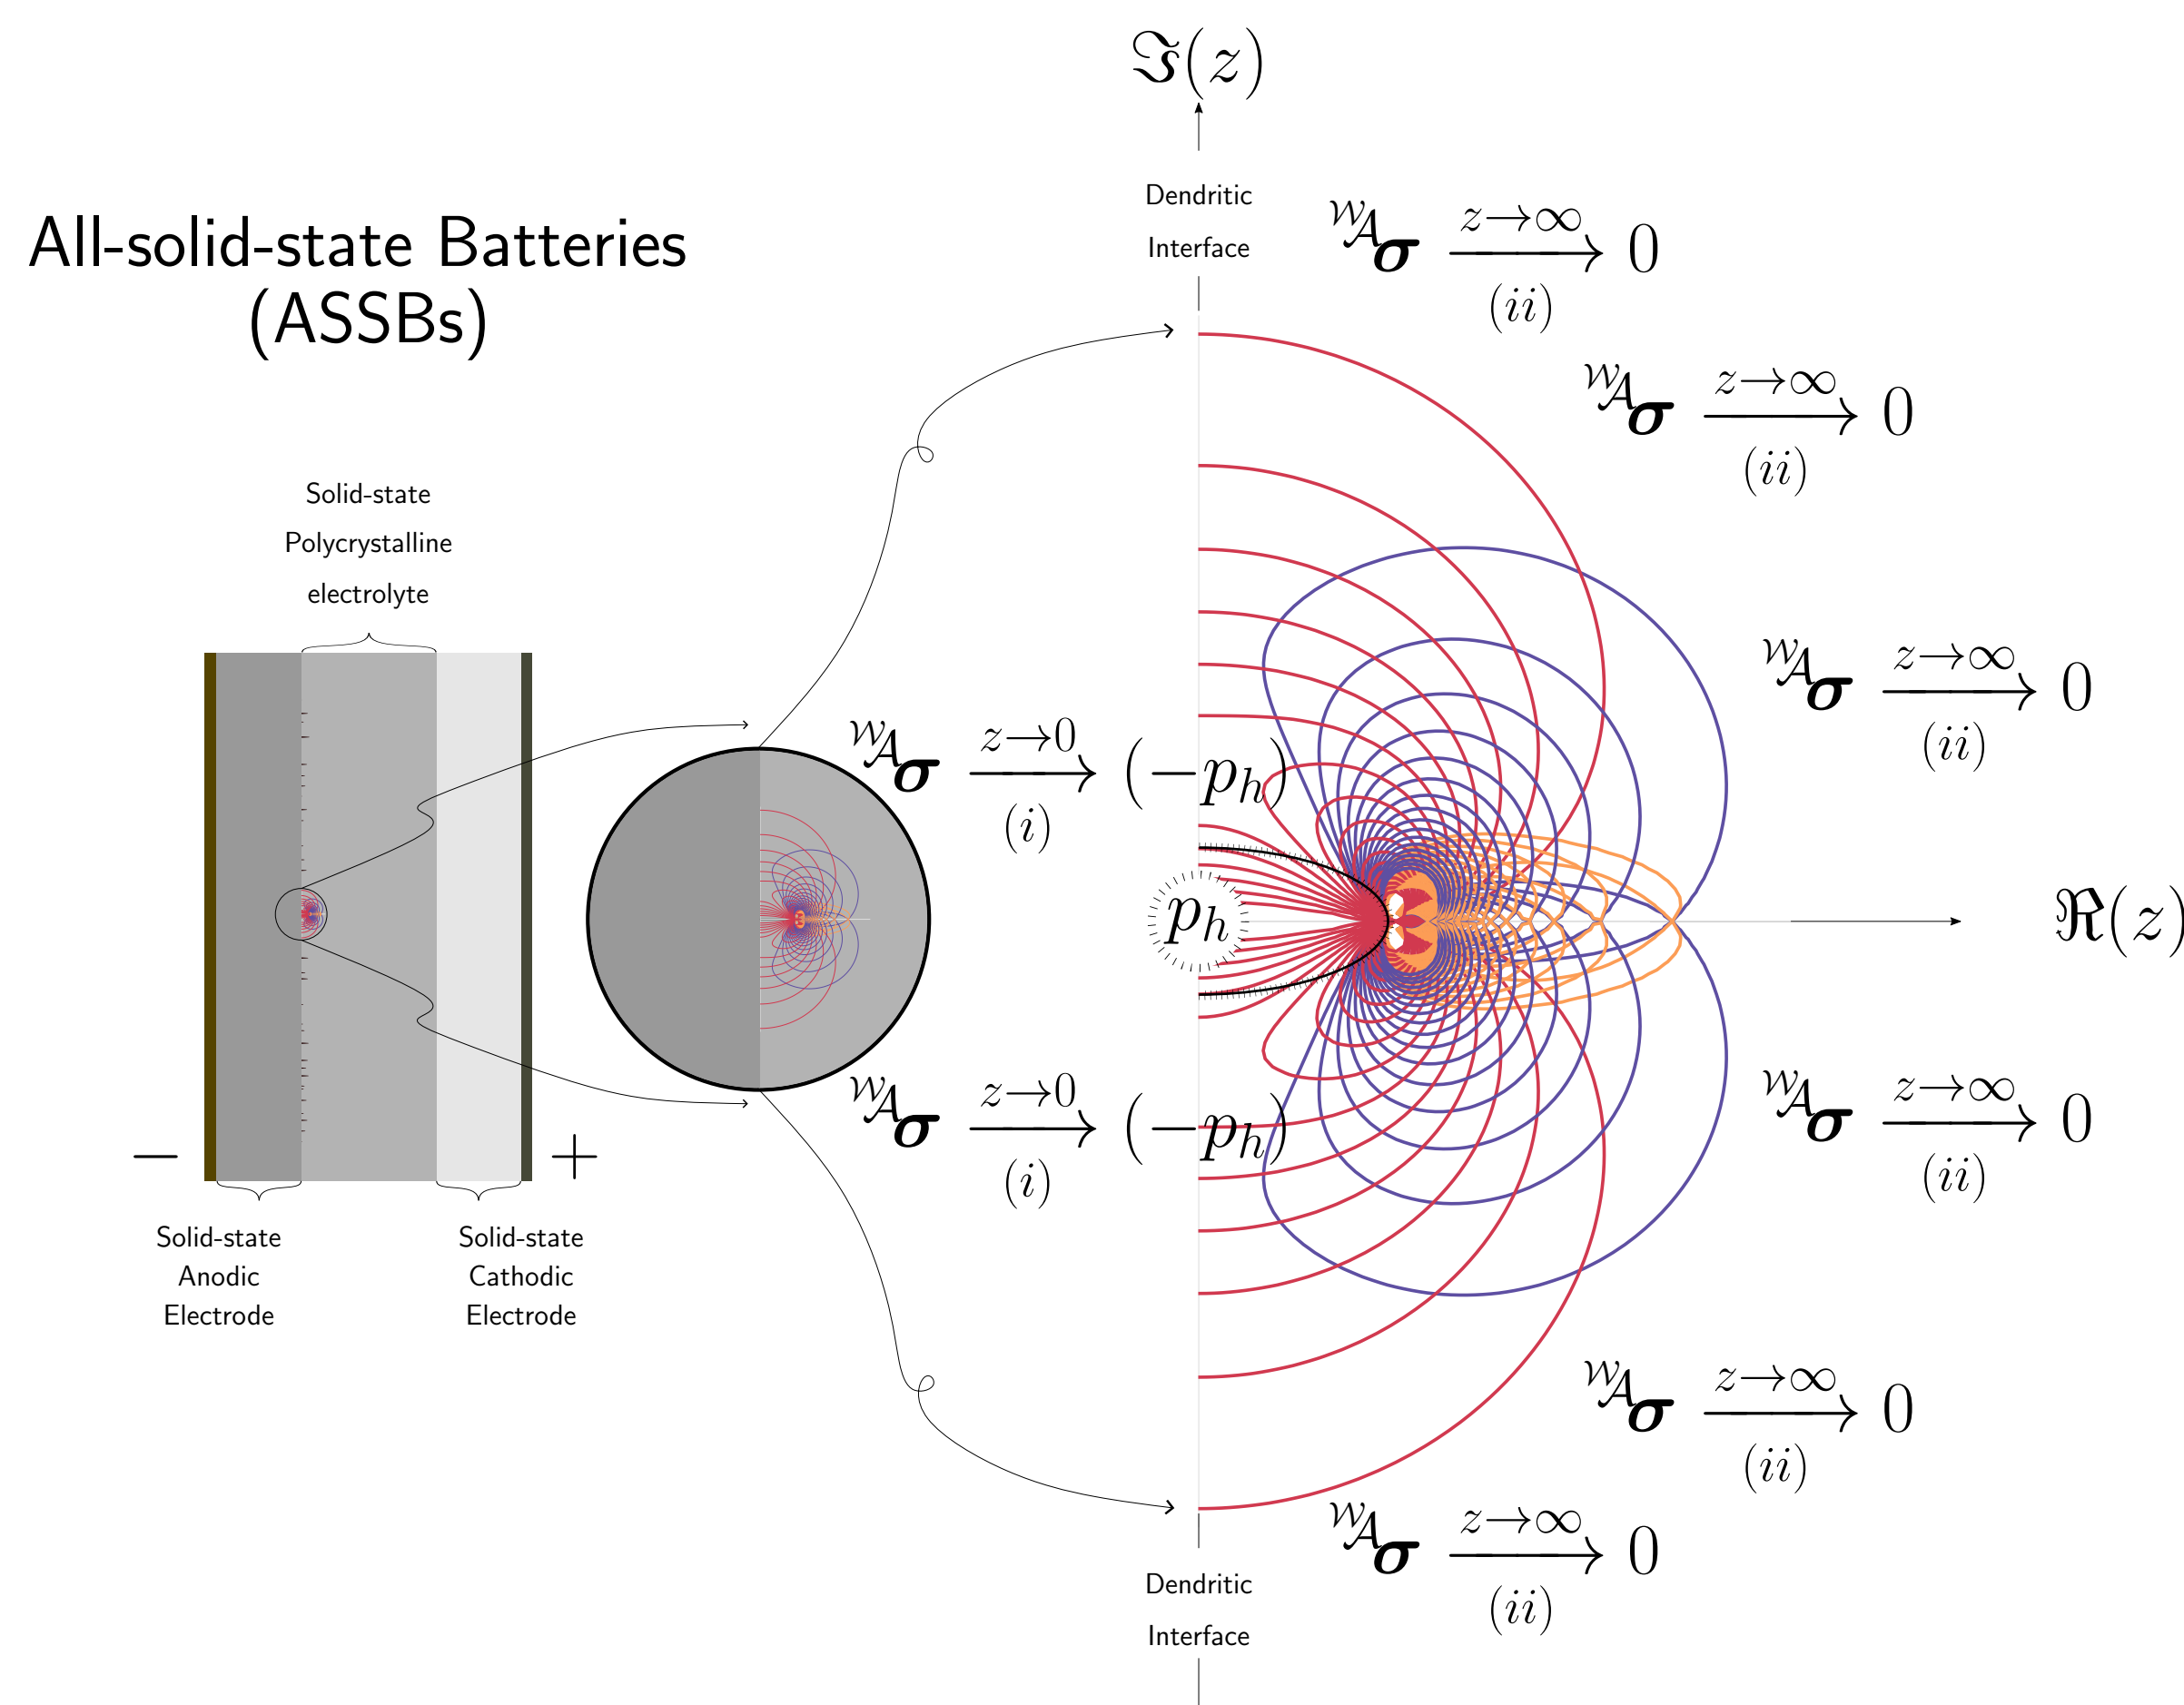 ℑ(z)
Dendritic
Interface
𝒲𝒜𝛔 z→∞ (ii) 0
All-solid-state Batteries
(ASSBs)
𝒲𝒜𝛔 z→∞ (ii) 0
Solid-state
Polycrystalline
electrolyte
𝒲𝒜𝛔 z→∞ (ii) 0
𝒲𝒜𝛔 z→0 (i) (−pₕ)
pₕ
ℜ(z)
𝒲𝒜𝛔 z→0 (i) (−pₕ)
𝒲𝒜𝛔 z→∞ (ii) 0
− +
Solid-state
Anodic
Electrode
Solid-state
Cathodic
Electrode
𝒲𝒜𝛔 z→∞ (ii) 0
𝒲𝒜𝛔 z→∞ (ii) 0
Dendritic
Interface